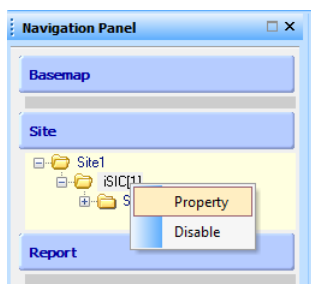 Navigation Panel
Basemap
Site
Site1
iSIC[1]
S
Property
Disable
Report